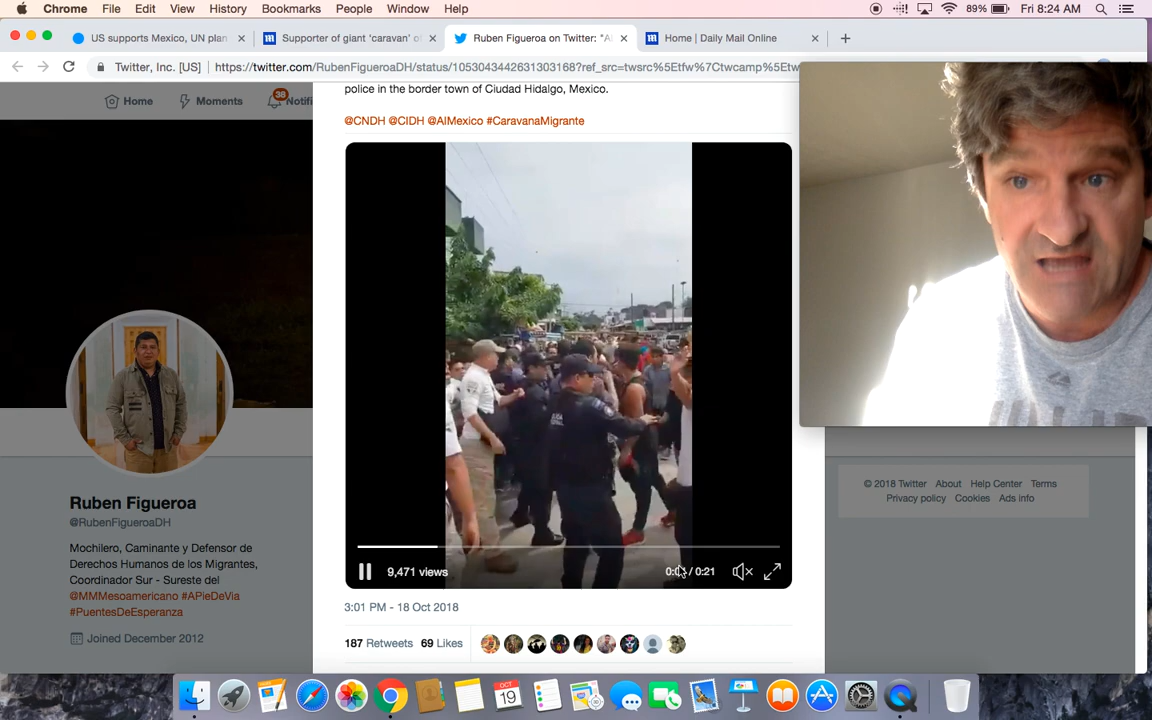 Chrome File Edit View History Bookmarks People Window Help 89% Fri 8:24 AM
US supports Mexico, UN plan Supporter of giant ‘caravan’ of Ruben Figueroa on Twitter: "A Home | Daily Mail Online
Twitter, Inc. [US] https://twitter.com/RubenFigueroaDH/status/1053043442631303168?ref_src=twsrc%5Etfw%7Ctwcamp%5Etw
Home Moments 38 Notifi
police in the border town of Ciudad Hidalgo, Mexico.
@CNDH @CIDH @AIMexico #CaravanaMigrante
9,471 views / 0:21
3:01 PM - 18 Oct 2018
187 Retweets 69 Likes
Ruben Figueroa
@RubenFigueroaDH
Mochilero, Caminante y Defensor de
Derechos Humanos de los Migrantes,
Coordinador Sur - Sureste del
@MMMesoamericano #APieDeVia
#PuentesDeEsperanza
Joined December 2012
© 2018 Twitter About Help Center Terms
Privacy policy Cookies Ads info
OCT
19